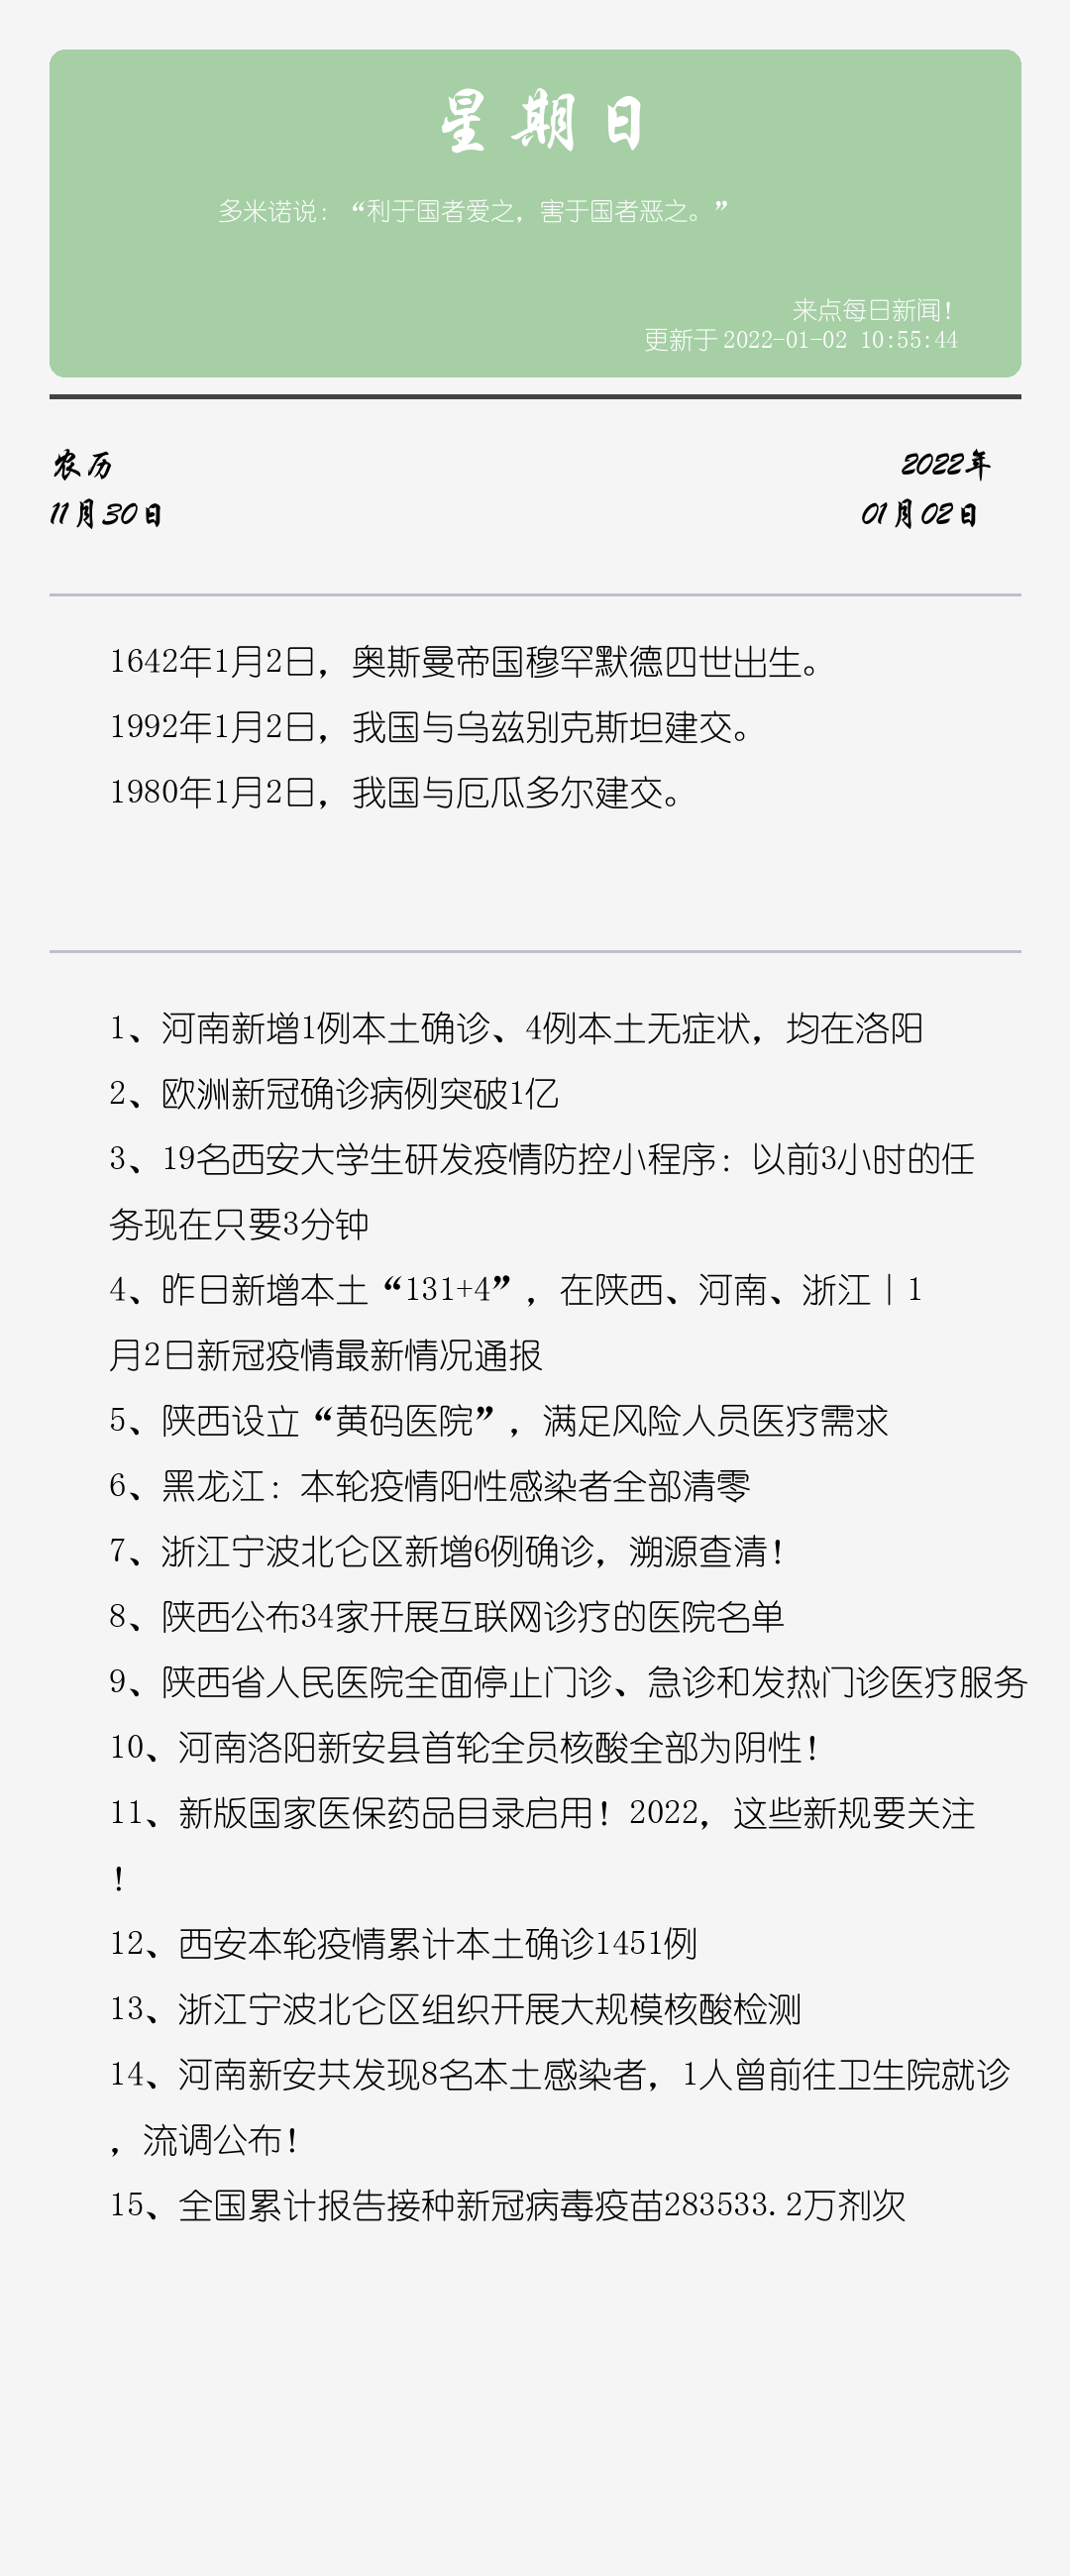 星期日
多米诺说：“利于国者爱之，害于国者恶之。”
来点每日新闻！
更新于 2022-01-02 10:55:44
农历
2022年
11月30日
01月02日
1642年1月2日，奥斯曼帝国穆罕默德四世出生。
1992年1月2日，我国与乌兹别克斯坦建交。
1980年1月2日，我国与厄瓜多尔建交。
1、河南新增1例本土确诊、4例本土无症状，均在洛阳
2、欧洲新冠确诊病例突破1亿
3、19名西安大学生研发疫情防控小程序：以前3小时的任
务现在只要3分钟
4、昨日新增本土“131+4”，在陕西、河南、浙江｜1
月2日新冠疫情最新情况通报
5、陕西设立“黄码医院”，满足风险人员医疗需求
6、黑龙江：本轮疫情阳性感染者全部清零
7、浙江宁波北仑区新增6例确诊，溯源查清！
8、陕西公布34家开展互联网诊疗的医院名单
9、陕西省人民医院全面停止门诊、急诊和发热门诊医疗服务
10、河南洛阳新安县首轮全员核酸全部为阴性！
11、新版国家医保药品目录启用！2022，这些新规要关注
！
12、西安本轮疫情累计本土确诊1451例
13、浙江宁波北仑区组织开展大规模核酸检测
14、河南新安共发现8名本土感染者，1人曾前往卫生院就诊
，流调公布！
15、全国累计报告接种新冠病毒疫苗283533.2万剂次